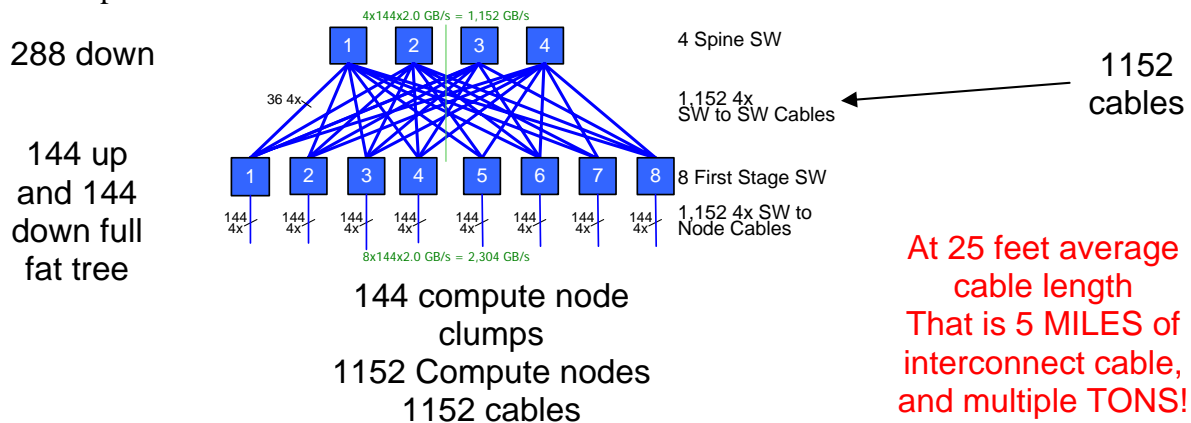 4x144x2.0 GB/s = 1,152 GB/s
288 down
1
2
3
4
4 Spine SW
1152
cables
36 4x
1,152 4x
SW to SW Cables
144 up
and 144
down full
fat tree
1
2
3
4
5
6
7
8
8 First Stage SW
144
4x
144
4x
144
4x
144
4x
144
4x
144
4x
144
4x
144
4x
1,152 4x SW to
Node Cables
8x144x2.0 GB/s = 2,304 GB/s
144 compute node
clumps
1152 Compute nodes
1152 cables
At 25 feet average
cable length
That is 5 MILES of
interconnect cable,
and multiple TONS!